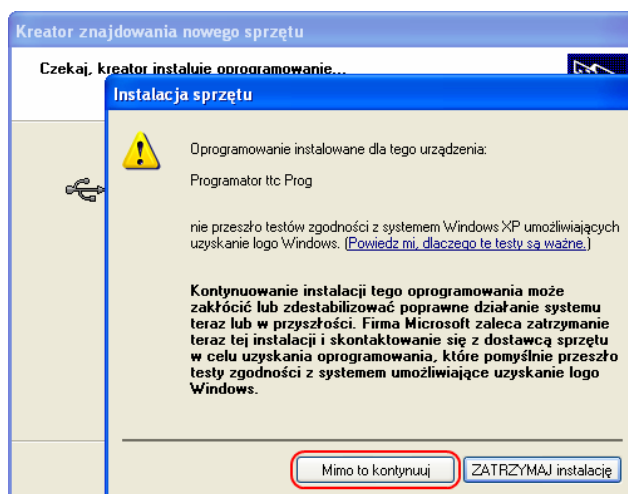 Kreator znajdowania nowego sprzętu
Czekaj, kreator instaluje oprogramowanie...
Instalacja sprzętu
Oprogramowanie instalowane dla tego urządzenia:
Programator ttc Prog
nie przeszło testów zgodności z systemem Windows XP umożliwiających
uzyskanie logo Windows. (Powiedz mi, dlaczego te testy są ważne.)
Kontynuowanie instalacji tego oprogramowania może
zakłócić lub zdestabilizować poprawne działanie systemu
teraz lub w przyszłości. Firma Microsoft zaleca zatrzymanie
teraz tej instalacji i skontaktowanie się z dostawcą sprzętu
w celu uzyskania oprogramowania, które pomyślnie przeszło
testy zgodności z systemem umożliwiające uzyskanie logo
Windows.
Mimo to kontynuuj
ZATRZYMAJ instalację